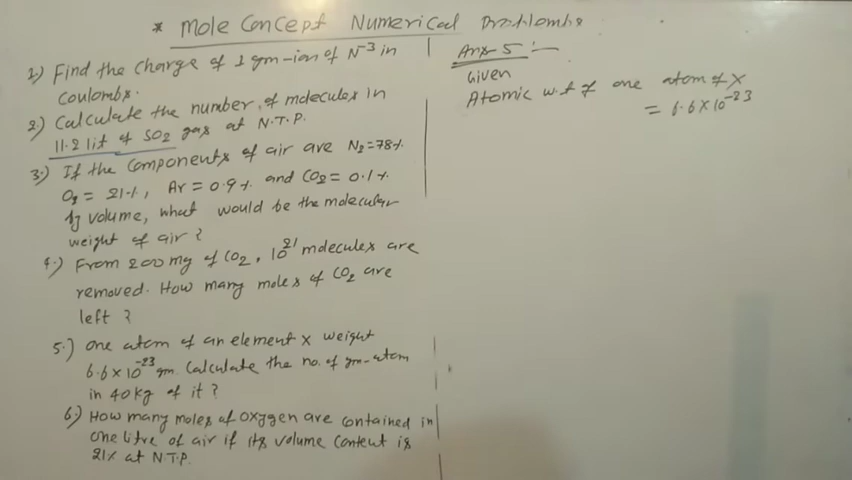 * Mole Concept Numerical Problems
1.) Find the charge of 1 gm-ion of N⁻³ in
coulombs.
2.) Calculate the number of molecules in
11.2 lit of SO₂ gas at N.T.P.
3.) If the components of air are N₂ = 78%
O₂ = 21%, Ar = 0.9% and CO₂ = 0.1%
by volume, what would be the molecular
weight of air?
4.) From 200 mg of CO₂, 10²¹ molecules are
removed. How many moles of CO₂ are
left ?
5.) One atom of an element x weight
6.6 x 10⁻²³ gm. Calculate the no. of gm-atom
in 40 kg of it ?
6.) How many moles of oxygen are contained in
one litre of air if its volume content is
21% at N.T.P.
Ans-5 :-
Given
Atomic w.t of one atom of X
= 6.6 x 10⁻²³